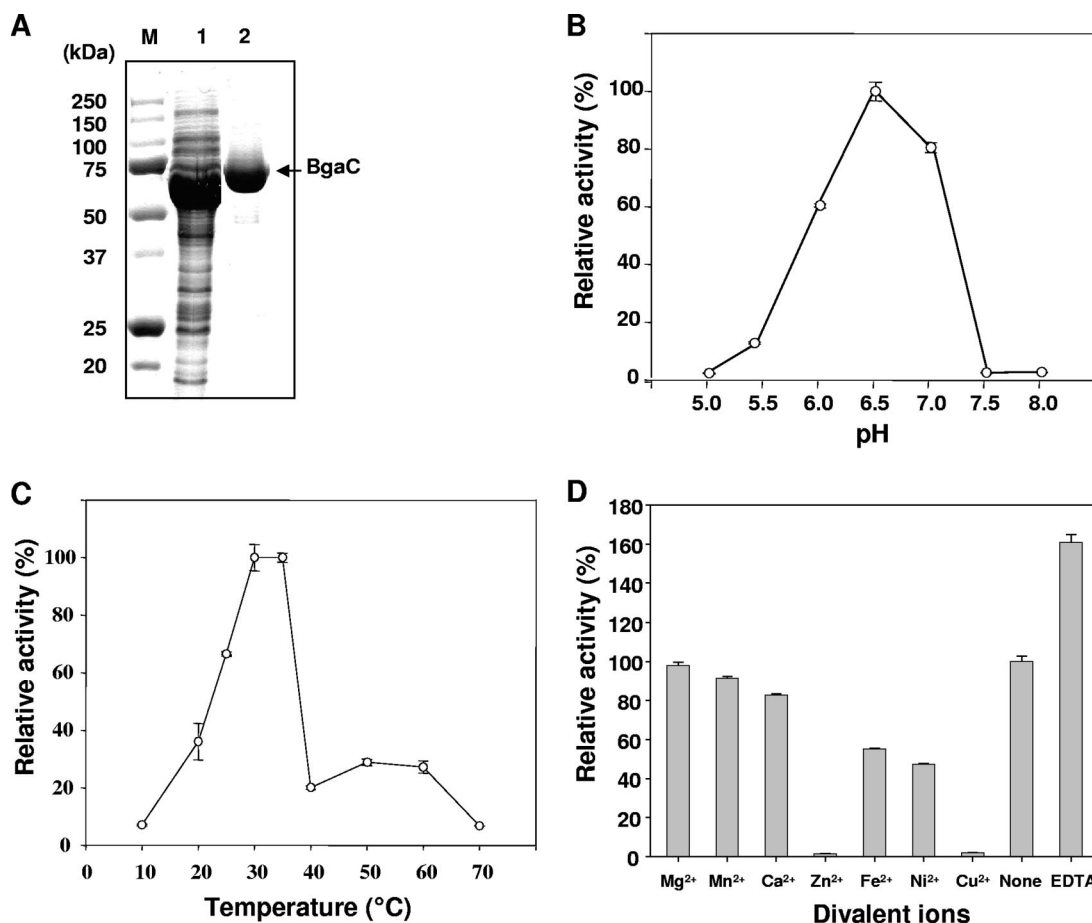 A
(kDa) M 1 2
250
150
100
75
BgaC
50
37
25
20
B
Relative activity (%)
100
80
60
40
20
0
5.0 5.5 6.0 6.5 7.0 7.5 8.0
pH
C
Relative activity (%)
100
80
60
40
20
0
0 10 20 30 40 50 60 70
Temperature (°C)
D
Relative activity (%)
180
160
140
120
100
80
60
40
20
0
Mg²⁺ Mn²⁺ Ca²⁺ Zn²⁺ Fe²⁺ Ni²⁺ Cu²⁺ None EDTA
Divalent ions